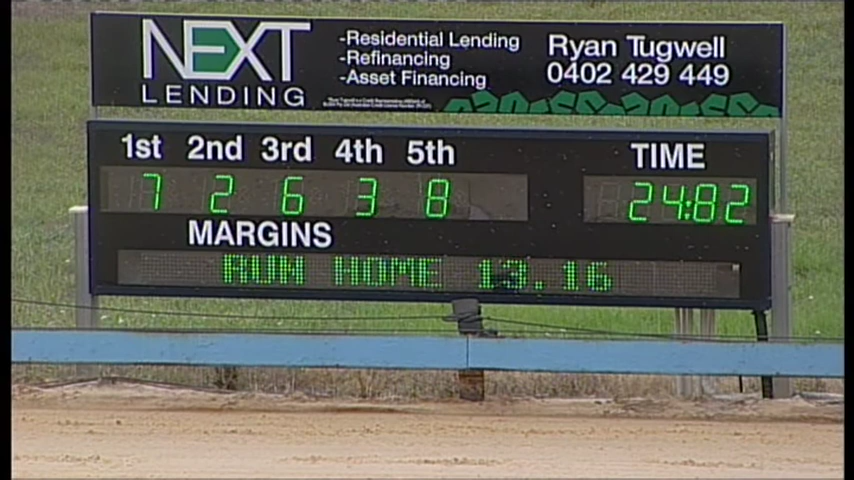 NEXT
LENDING
-Residential Lending
-Refinancing
-Asset Financing
Ryan Tugwell
0402 429 449
1st 2nd 3rd 4th 5th TIME
7 2 6 3 8 24:82
MARGINS
RUN HOME 13.16